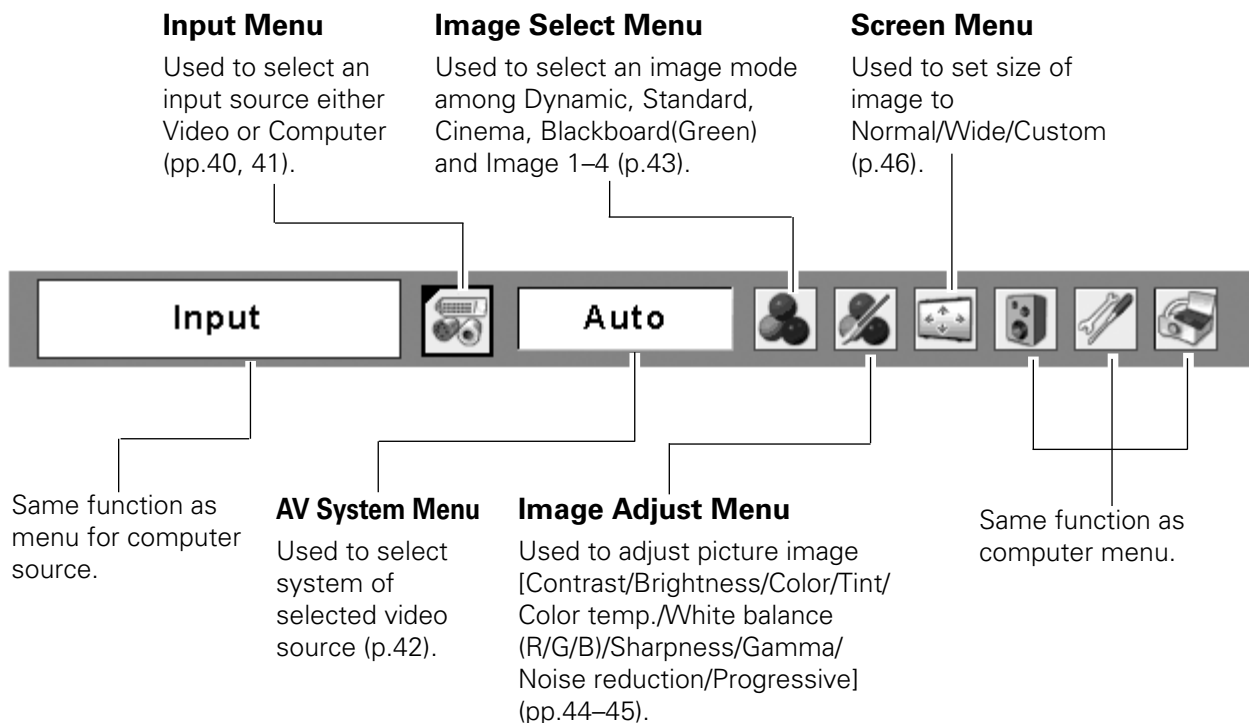 Input Menu
Used to select an
input source either
Video or Computer
(pp.40, 41).
Image Select Menu
Used to select an image mode
among Dynamic, Standard,
Cinema, Blackboard(Green)
and Image 1–4 (p.43).
Screen Menu
Used to set size of
image to
Normal/Wide/Custom
(p.46).
Input
Auto
Same function as
menu for computer
source.
AV System Menu
Used to select
system of
selected video
source (p.42).
Image Adjust Menu
Used to adjust picture image
[Contrast/Brightness/Color/Tint/
Color temp./White balance
(R/G/B)/Sharpness/Gamma/
Noise reduction/Progressive]
(pp.44–45).
Same function as
computer menu.